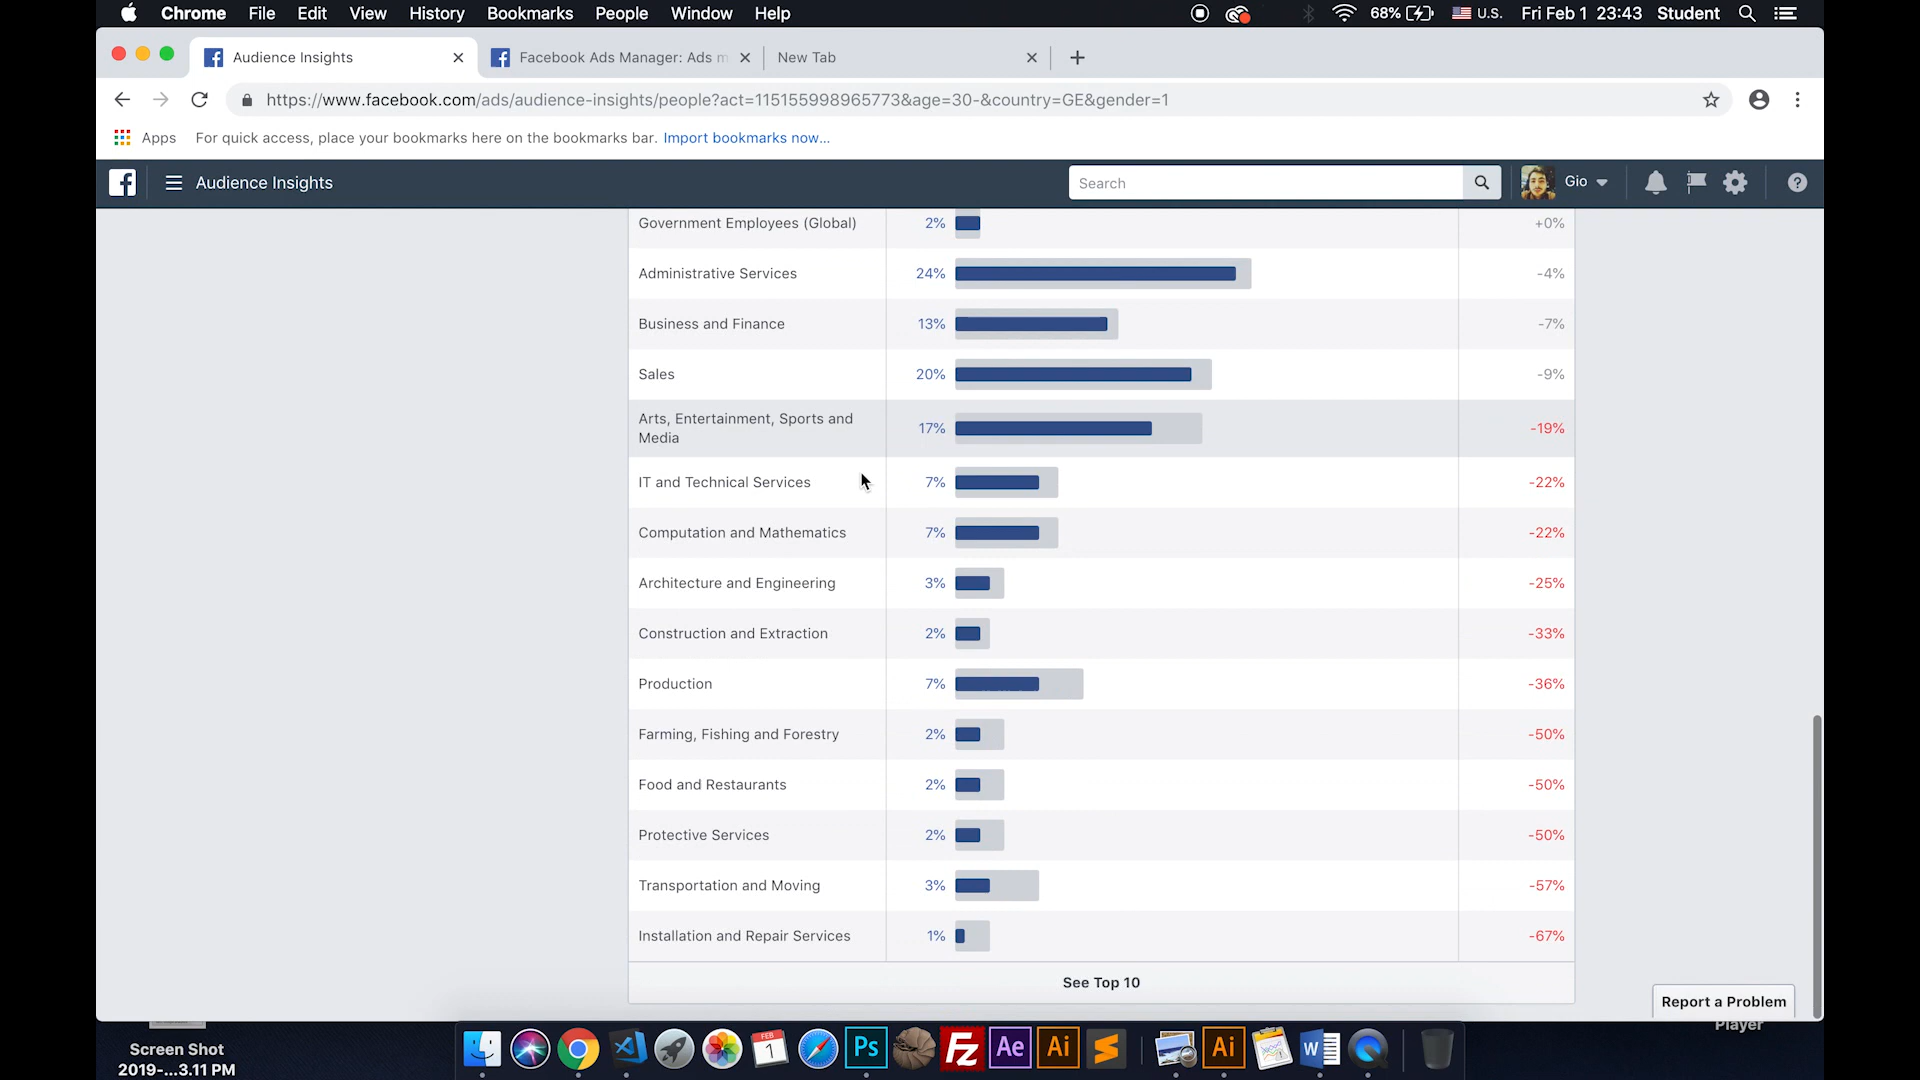 Chrome File Edit View History Bookmarks People Window Help 68% U.S. Fri Feb 1 23:43 Student
Audience Insights Facebook Ads Manager: Ads m New Tab
https://www.facebook.com/ads/audience-insights/people?act=115155998965773&age=30-&country=GE&gender=1
Apps For quick access, place your bookmarks here on the bookmarks bar. Import bookmarks now...
Audience Insights Search Gio
Government Employees (Global) 2% +0%
Administrative Services 24% -4%
Business and Finance 13% -7%
Sales 20% -9%
Arts, Entertainment, Sports and
Media 17% -19%
IT and Technical Services 7% -22%
Computation and Mathematics 7% -22%
Architecture and Engineering 3% -25%
Construction and Extraction 2% -33%
Production 7% -36%
Farming, Fishing and Forestry 2% -50%
Food and Restaurants 2% -50%
Protective Services 2% -50%
Transportation and Moving 3% -57%
Installation and Repair Services 1% -67%
See Top 10
Report a Problem
Player
Screen Shot
2019-...3.11 PM
FEB
1
Ps
Fz
Ae
Ai
Ai
W